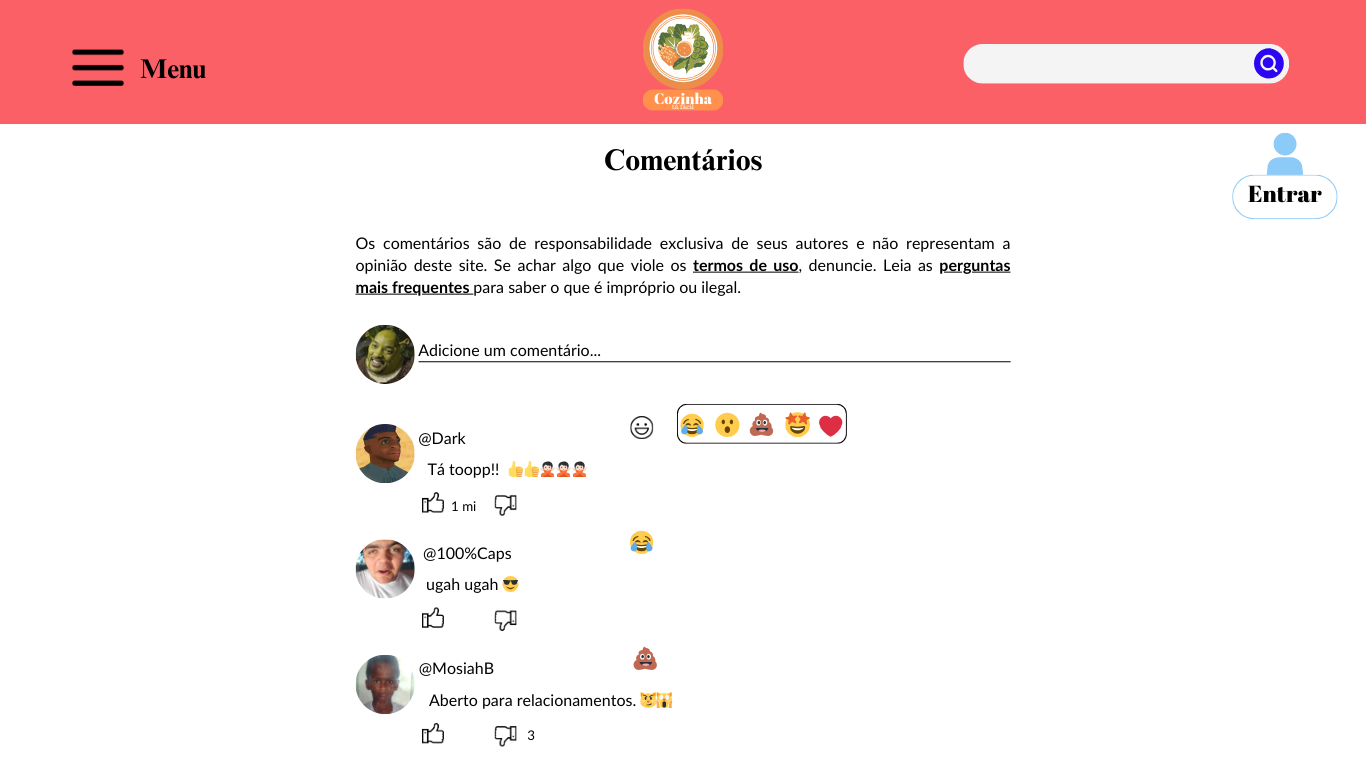 Menu
Cozinha
Comentários
Entrar
Os comentários são de responsabilidade exclusiva de seus autores e não representam a
opinião deste site. Se achar algo que viole os termos de uso, denuncie. Leia as perguntas
mais frequentes para saber o que é impróprio ou ilegal.
Adicione um comentário...
@Dark
Tá toopp!! 👍👍🙅🏻🙅🏻🙅🏻
1 mi
@100%Caps
ugah ugah 😎
@MosiahB
Aberto para relacionamentos. 😼🙀
3